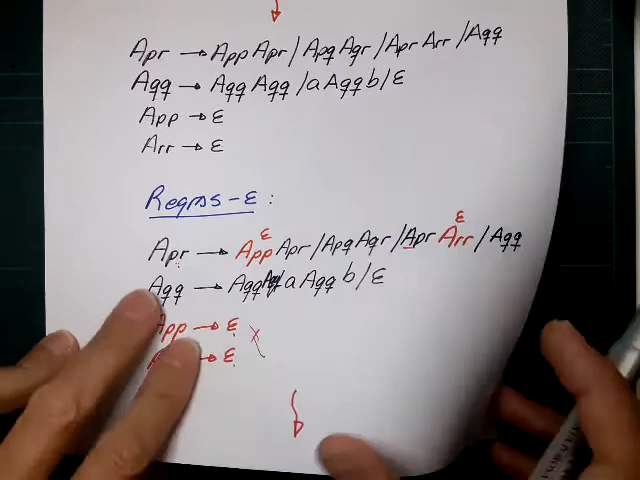 Apr → App Apr / Apq Aqr / Apr Arr / Aqq
Aqq → Aqq Aqq / a Aqq b / ε
App → ε
Arr → ε
Regras - ε :
ε ε
Apr → App Apr / Apq Aqr / Apr Arr / Aqq
Aqq → Aqq / a Aqq b / ε
App → ε
→ ε